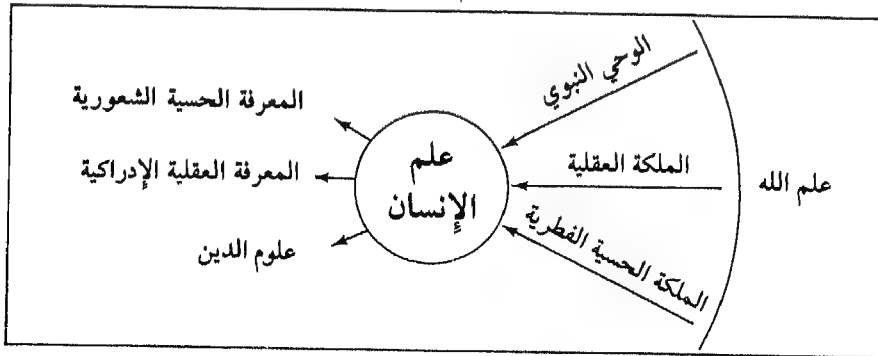 علم الله
الوحي النبوي
الملكة العقلية
الملكة الحسية الفطرية
علم
الإنسان
المعرفة الحسية الشعورية
المعرفة العقلية الإدراكية
علوم الدين